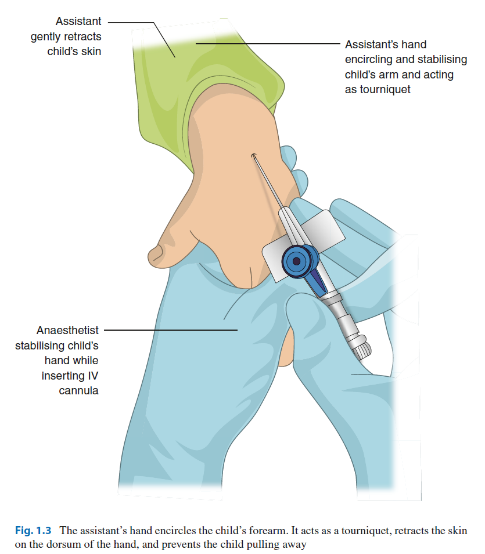 Assistant
gently retracts
child's skin
Assistant's hand
encircling and stabilising
child's arm and acting
as tourniquet
Anaesthetist
stabilising child's
hand while
inserting IV
cannula
Fig. 1.3 The assistant's hand encircles the child's forearm. It acts as a tourniquet, retracts the skin
on the dorsum of the hand, and prevents the child pulling away